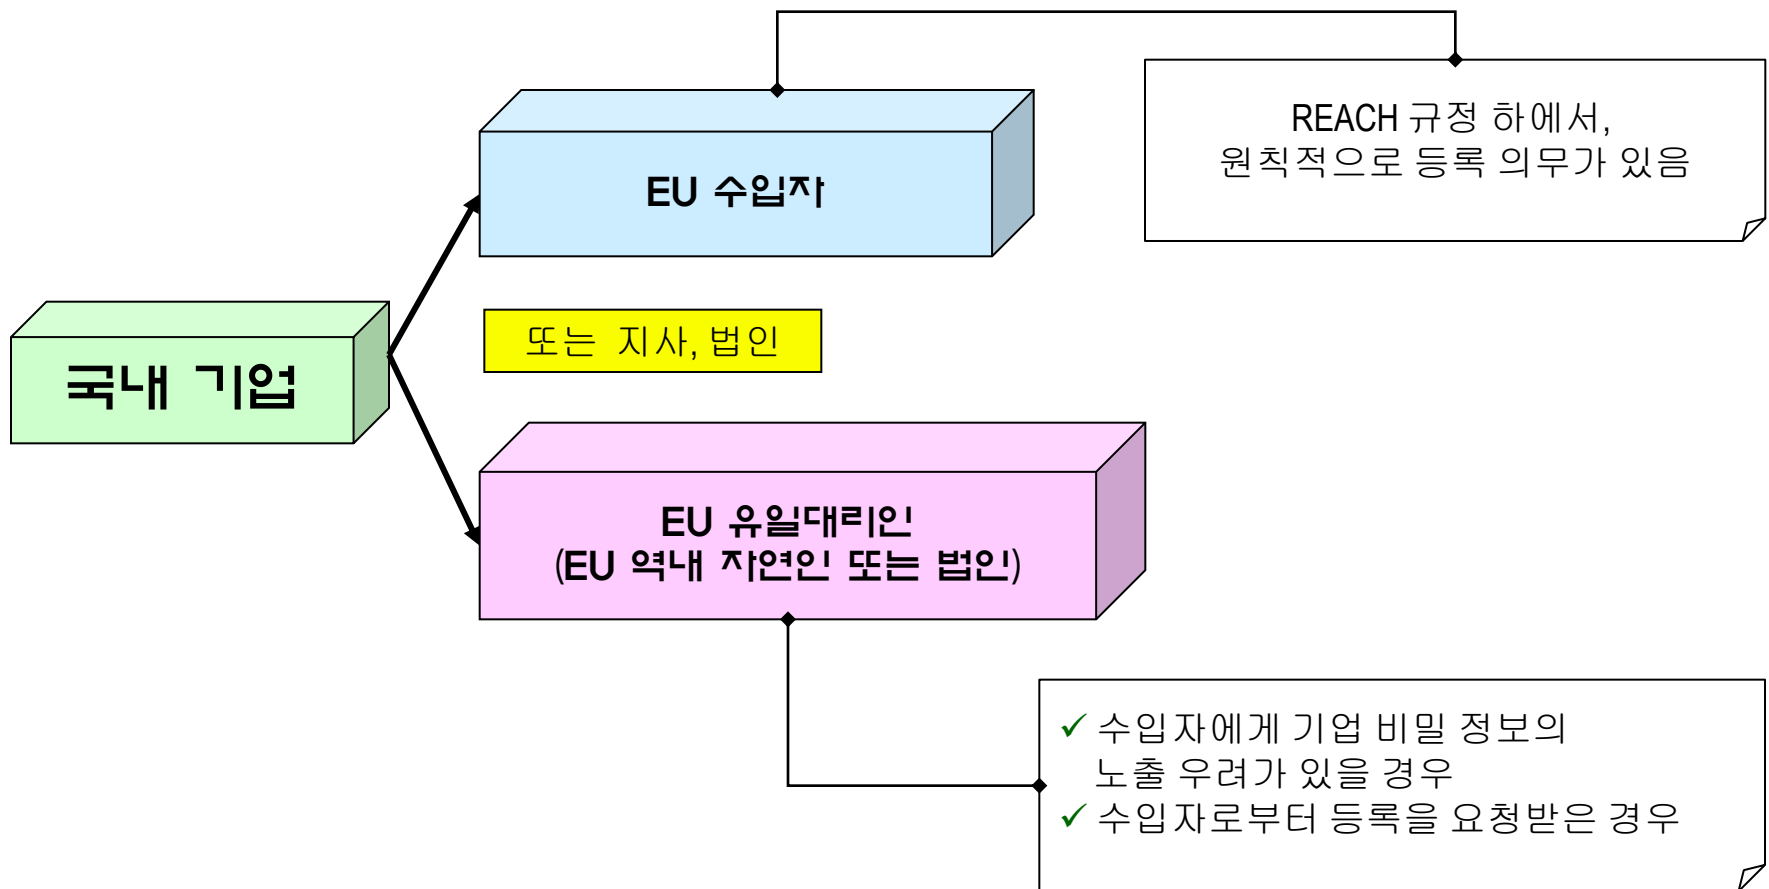 REACH 규정 하에서,
원칙적으로 등록 의무가 있음
EU 수입자
또는 지사, 법인
국내 기업
EU 유일대리인
(EU 역내 자연인 또는 법인)
✓ 수입자에게 기업 비밀 정보의
노출 우려가 있을 경우
✓ 수입자로부터 등록을 요청받은 경우